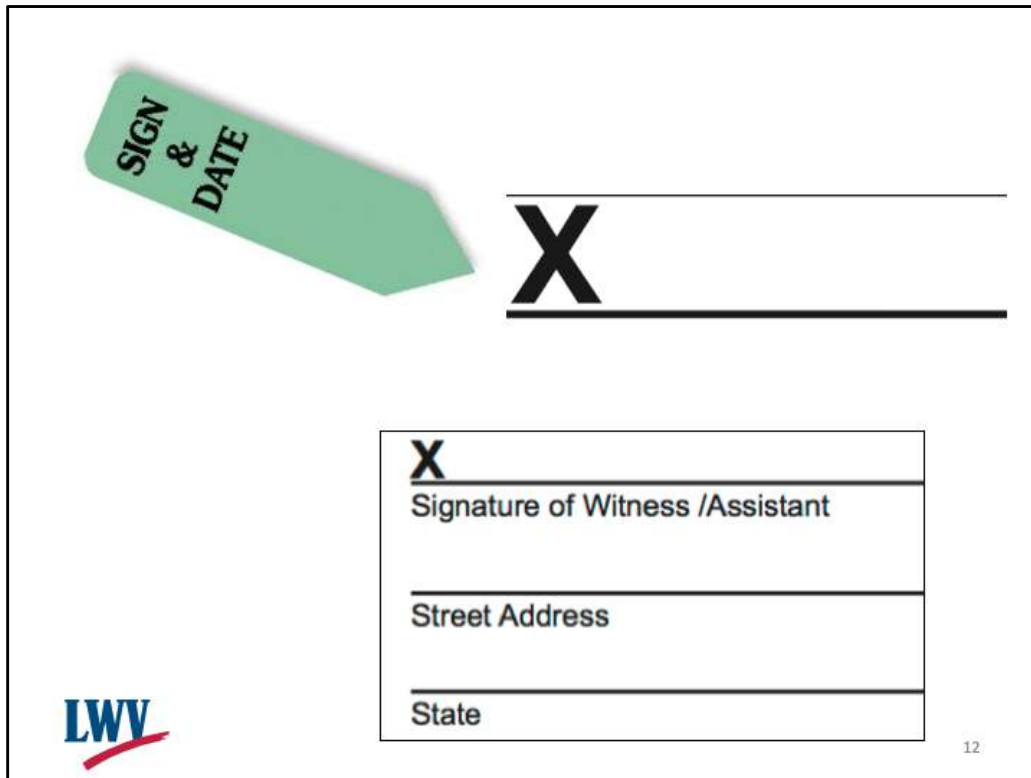 SIGN
&
DATE
X
X
Signature of Witness /Assistant
Street Address
State
LWV
12